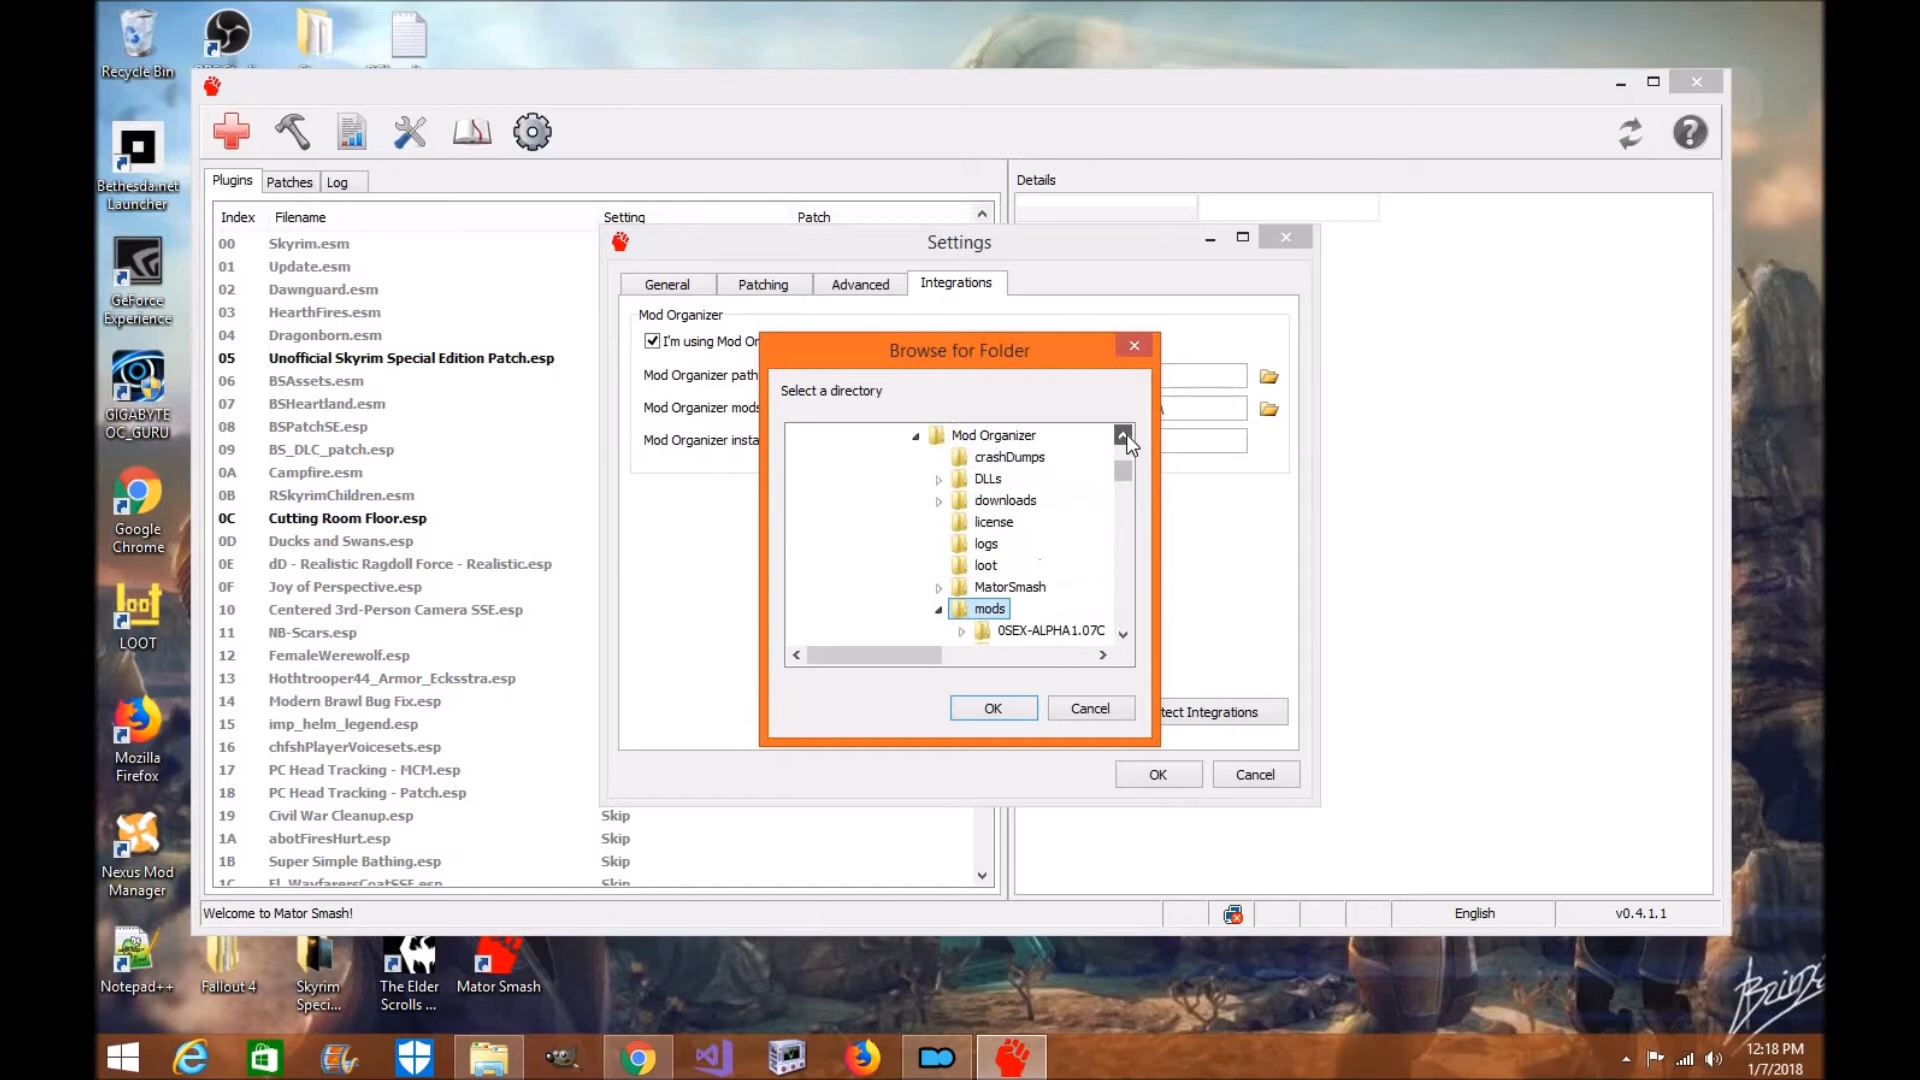 Recycle Bin
Bethesda.net
Launcher
GeForce
Experience
GIGABYTE
OC_GURU
Google
Chrome
LOOT
Mozilla
Firefox
Nexus Mod
Manager
Notepad++
Fallout 4
Skyrim
Speci...
The Elder
Scrolls ...
Mator Smash
Plugins
Patches
Log
Details
Index Filename Setting Patch
00 Skyrim.esm
01 Update.esm
02 Dawnguard.esm
03 HearthFires.esm
04 Dragonborn.esm
05 Unofficial Skyrim Special Edition Patch.esp
06 BSAssets.esm
07 BSHeartland.esm
08 BSPatchSE.esp
09 BS_DLC_patch.esp
0A Campfire.esm
0B RSkyrimChildren.esm
0C Cutting Room Floor.esp
0D Ducks and Swans.esp
0E dD - Realistic Ragdoll Force - Realistic.esp
0F Joy of Perspective.esp
10 Centered 3rd-Person Camera SSE.esp
11 NB-Scars.esp
12 FemaleWerewolf.esp
13 Hothtrooper44_Armor_Ecksstra.esp
14 Modern Brawl Bug Fix.esp
15 imp_helm_legend.esp
16 chfshPlayerVoicesets.esp
17 PC Head Tracking - MCM.esp
18 PC Head Tracking - Patch.esp
19 Civil War Cleanup.esp Skip
1A abotFiresHurt.esp Skip
1B Super Simple Bathing.esp Skip
1C El_WayfarersCoatSSE.esp Skip
Settings
General
Patching
Advanced
Integrations
Mod Organizer
I'm using Mod Or
Mod Organizer path
Mod Organizer mods
Mod Organizer insta
tect Integrations
OK
Cancel
Browse for Folder
Select a directory
Mod Organizer
crashDumps
DLLs
downloads
license
logs
loot
MatorSmash
mods
0SEX-ALPHA1.07C
OK
Cancel
Welcome to Mator Smash!
English
v0.4.1.1
12:18 PM
1/7/2018